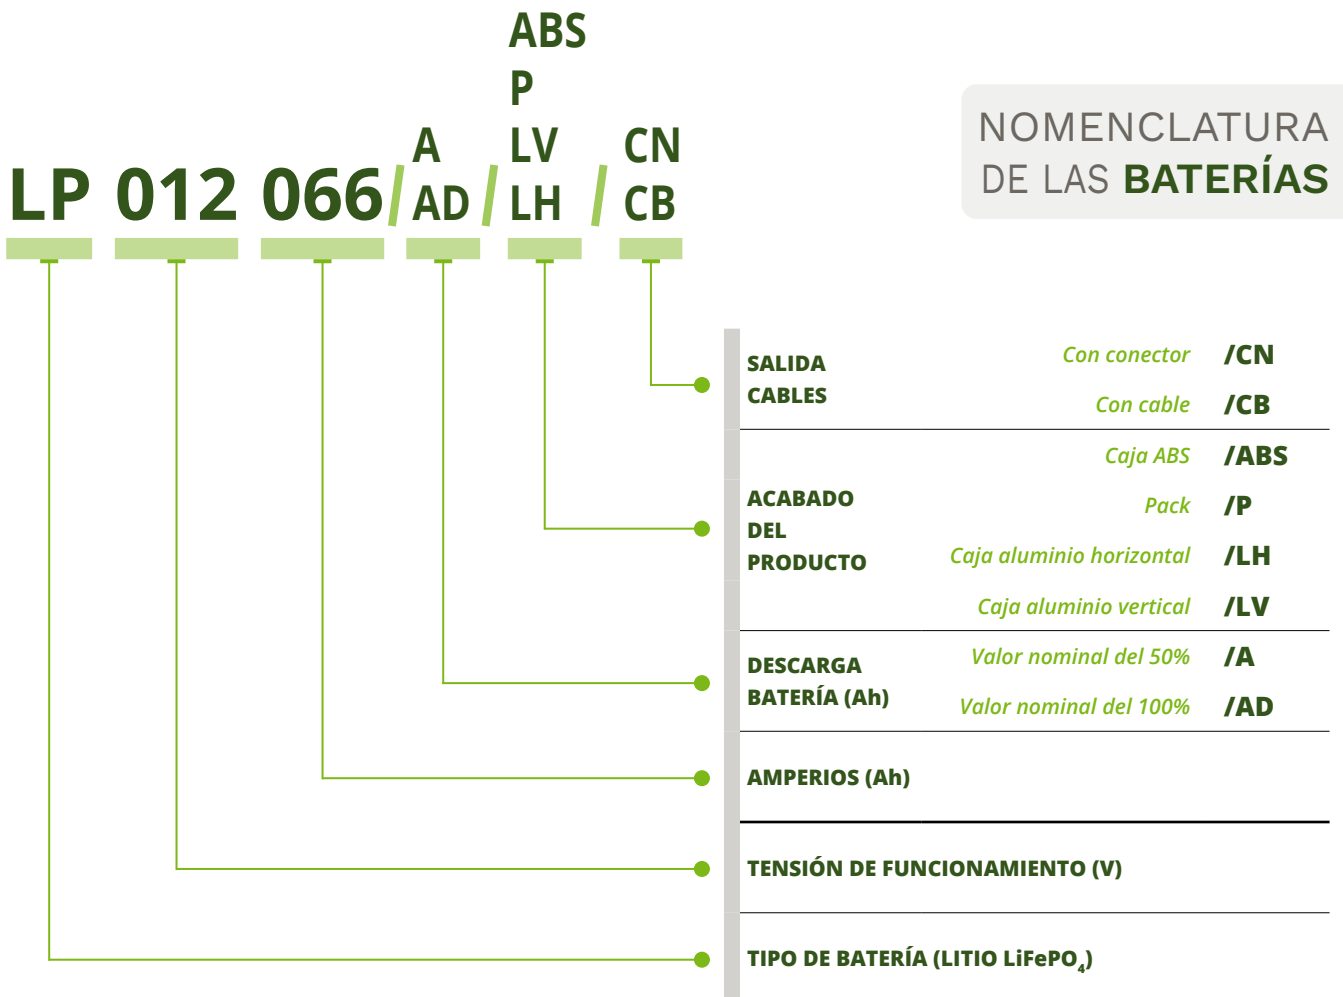 ABS
P
A LV CN
LP 012 066 / AD / LH / CB
NOMENCLATURA
DE LAS BATERÍAS
SALIDA
CABLES
Con conector /CN
Con cable /CB
ACABADO
DEL
PRODUCTO
Caja ABS /ABS
Pack /P
Caja aluminio horizontal /LH
Caja aluminio vertical /LV
DESCARGA
BATERÍA (Ah)
Valor nominal del 50% /A
Valor nominal del 100% /AD
AMPERIOS (Ah)
TENSIÓN DE FUNCIONAMIENTO (V)
TIPO DE BATERÍA (LITIO LiFePO₄)